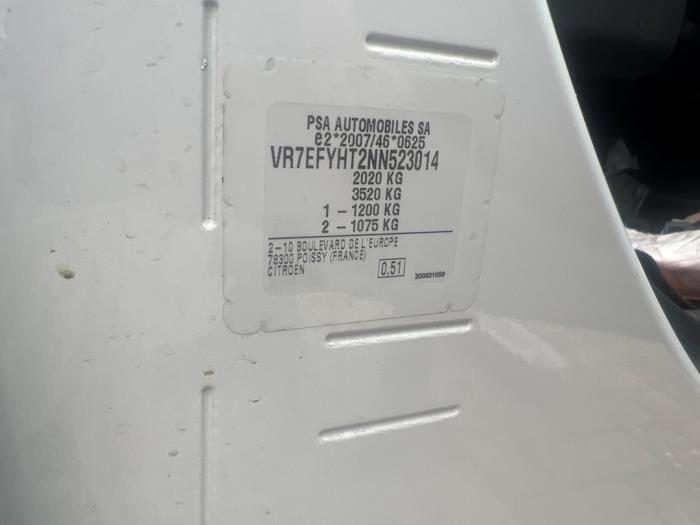 PSA AUTOMOBILES SA
e2*2007/46*0625
VR7EFYHT2NN523014
2020 KG
3520 KG
1 - 1200 KG
2 - 1075 KG
2-10 BOULEVARD DE L'EUROPE
78300 POISSY (FRANCE)
CITROEN
0.51
200831059